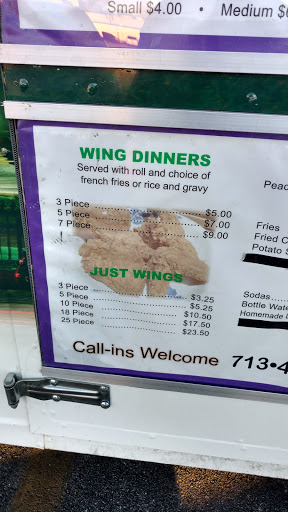 Small $4.00 • Medium $
WING DINNERS
Served with roll and choice of
french fries or rice and gravy
3 Piece $5.00
5 Piece $7.00
7 Piece $9.00
JUST WINGS
3 Piece $3.25
5 Piece $5.25
10 Piece $10.50
18 Piece $17.50
25 Piece $23.50
Call-ins Welcome 713•4
Peac
Fries
Fried C
Potato S
Sodas
Bottle Wate
Homemade